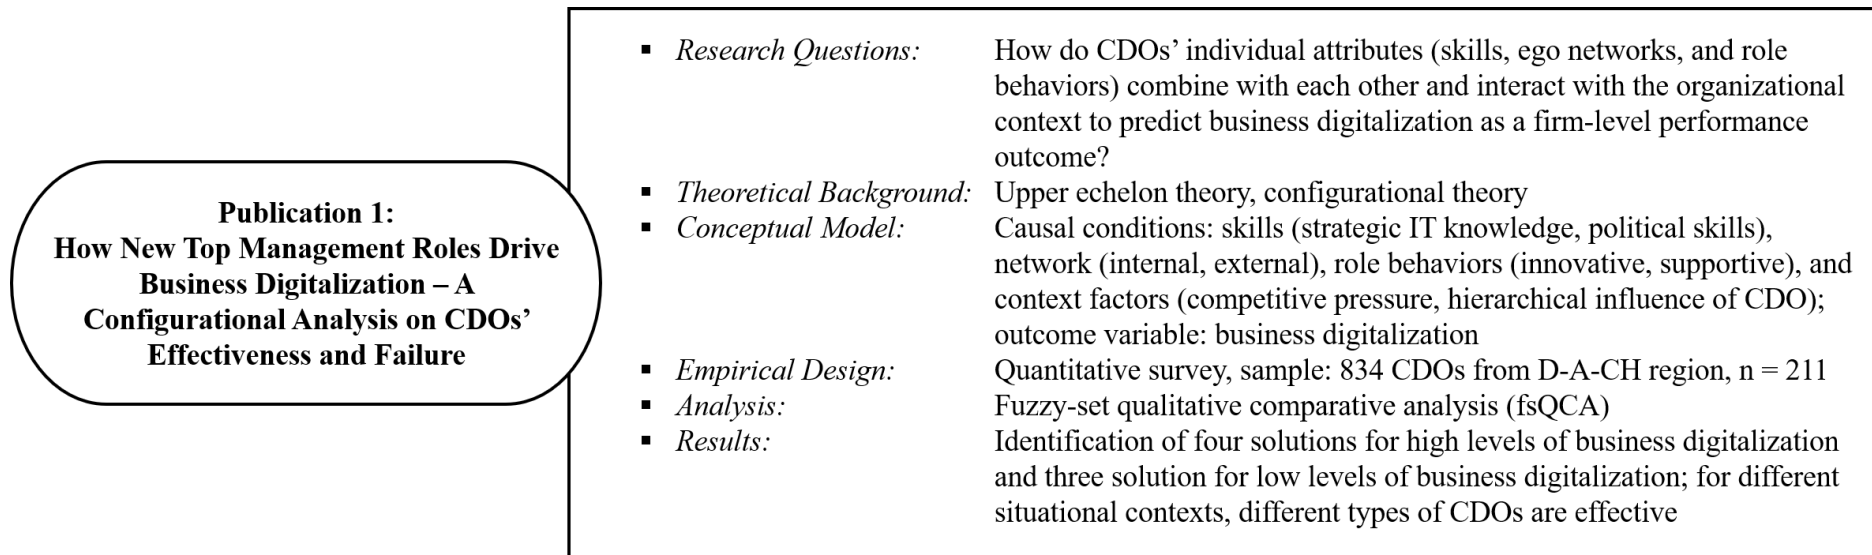 Publication 1:
How New Top Management Roles Drive
Business Digitalization – A
Configurational Analysis on CDOs’
Effectiveness and Failure
▪ Research Questions: How do CDOs’ individual attributes (skills, ego networks, and role
behaviors) combine with each other and interact with the organizational
context to predict business digitalization as a firm-level performance
outcome?
▪ Theoretical Background: Upper echelon theory, configurational theory
▪ Conceptual Model: Causal conditions: skills (strategic IT knowledge, political skills),
network (internal, external), role behaviors (innovative, supportive), and
context factors (competitive pressure, hierarchical influence of CDO);
outcome variable: business digitalization
▪ Empirical Design: Quantitative survey, sample: 834 CDOs from D-A-CH region, n = 211
▪ Analysis: Fuzzy-set qualitative comparative analysis (fsQCA)
▪ Results: Identification of four solutions for high levels of business digitalization
and three solution for low levels of business digitalization; for different
situational contexts, different types of CDOs are effective